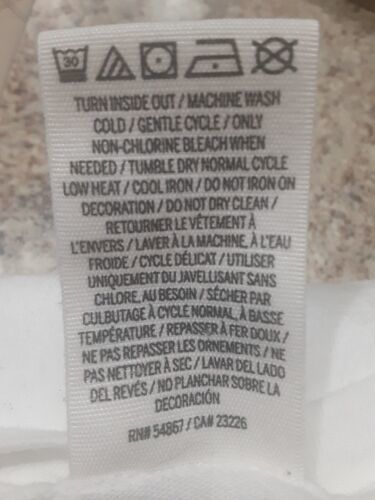 30
TURN INSIDE OUT / MACHINE WASH
COLD / GENTLE CYCLE / ONLY
NON-CHLORINE BLEACH WHEN
NEEDED / TUMBLE DRY NORMAL CYCLE
LOW HEAT / COOL IRON / DO NOT IRON ON
DECORATION / DO NOT DRY CLEAN /
RETOURNER LE VÊTEMENT À
L'ENVERS / LAVER À LA MACHINE, À L'EAU
FROIDE / CYCLE DÉLICAT / UTILISER
UNIQUEMENT DU JAVELLISANT SANS
CHLORE, AU BESOIN / SÉCHER PAR
CULBUTAGE À CYCLE NORMAL, À BASSE
TEMPÉRATURE / REPASSER À FER DOUX /
NE PAS REPASSER LES ORNEMENTS / NE
PAS NETTOYER À SEC / LAVAR DEL LADO
DEL REVÉS / NO PLANCHAR SOBRE LA
DECORACIÓN
RN# 54867 / CA# 23226